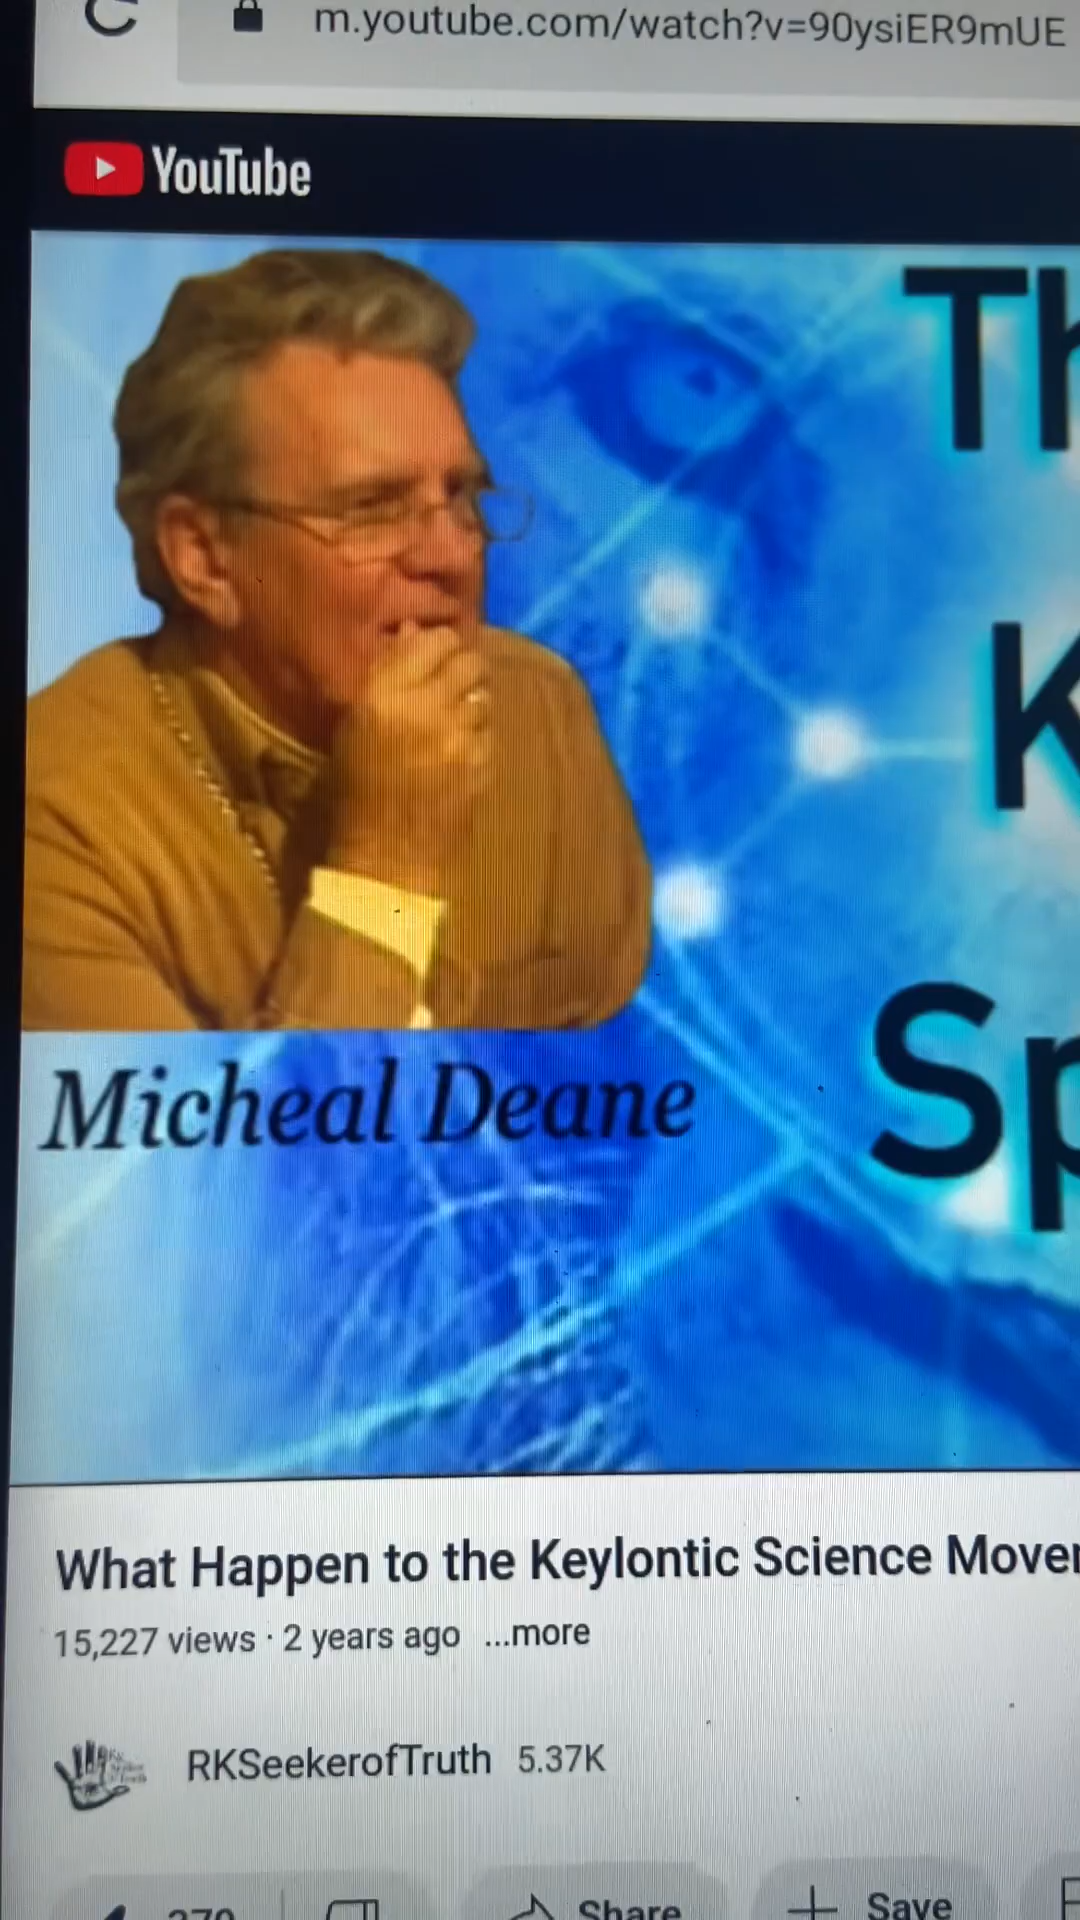 m.youtube.com/watch?v=90ysiER9mUE
YouTube
Th
K
Sp
Micheal Deane
What Happen to the Keylontic Science Mover
15,227 views · 2 years ago ...more
RKSeekerofTruth 5.37K
Share
Save